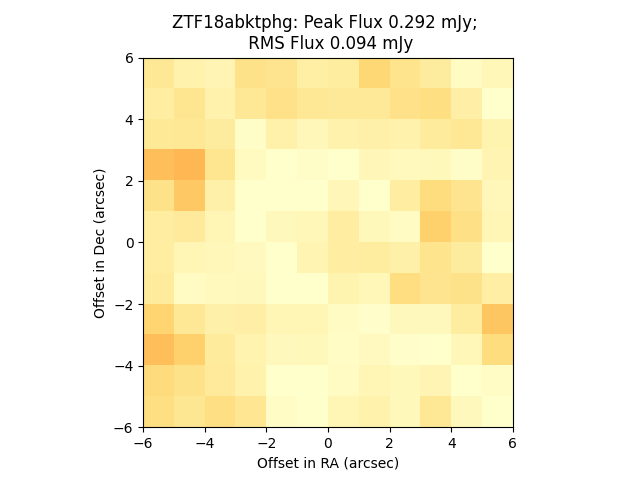 ZTF18abktphg: Peak Flux 0.292 mJy;
RMS Flux 0.094 mJy
6
4
2
0
−2
−4
−6
Offset in Dec (arcsec)
−6 −4 −2 0 2 4 6
Offset in RA (arcsec)